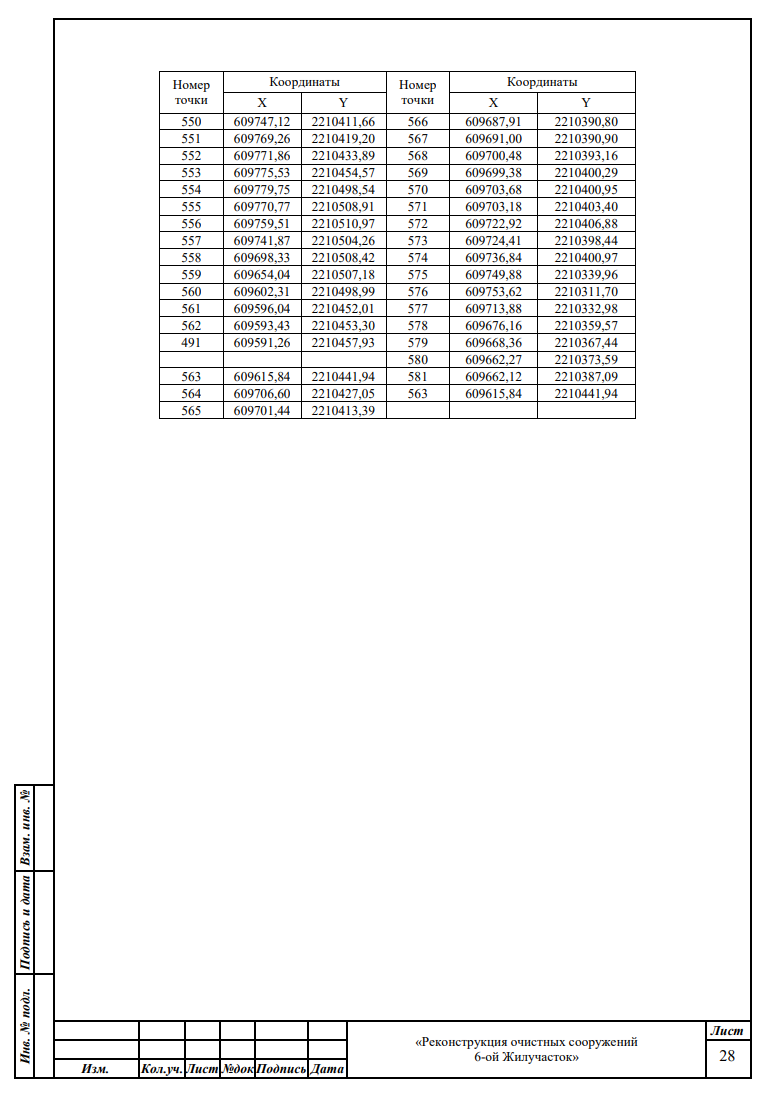 Номер точки Координаты Номер точки Координаты
X Y X Y
550 609747,12 2210411,66 566 609687,91 2210390,80
551 609769,26 2210419,20 567 609691,00 2210390,90
552 609771,86 2210433,89 568 609700,48 2210393,16
553 609775,53 2210454,57 569 609699,38 2210400,29
554 609779,75 2210498,54 570 609703,68 2210400,95
555 609770,77 2210508,91 571 609703,18 2210403,40
556 609759,51 2210510,97 572 609722,92 2210406,88
557 609741,87 2210504,26 573 609724,41 2210398,44
558 609698,33 2210508,42 574 609736,84 2210400,97
559 609654,04 2210507,18 575 609749,88 2210339,96
560 609602,31 2210498,99 576 609753,62 2210311,70
561 609596,04 2210452,01 577 609713,88 2210332,98
562 609593,43 2210453,30 578 609676,16 2210359,57
491 609591,26 2210457,93 579 609668,36 2210367,44
580 609662,27 2210373,59
563 609615,84 2210441,94 581 609662,12 2210387,09
564 609706,60 2210427,05 563 609615,84 2210441,94
565 609701,44 2210413,39
Взам. инв. №
Подпись и дата
Инв. № подл.
Изм. Кол.уч. Лист №док Подпись Дата
«Реконструкция очистных сооружений
6-ой Жилучасток»
Лист
28